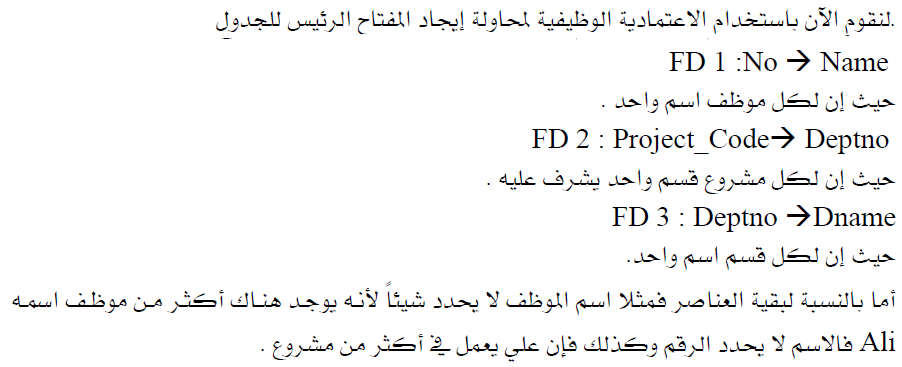 لنقوم الآن باستخدام الاعتمادية الوظيفية لمحاولة إيجاد المفتاح الرئيس للجدول.
FD 1 :No → Name
حيث إن لكل موظف اسم واحد .
FD 2 : Project_Code→ Deptno
حيث إن لكل مشروع قسم واحد يشرف عليه .
FD 3 : Deptno →Dname
حيث إن لكل قسم اسم واحد.
أما بالنسبة لبقية العناصر فمثلا اسم الموظف لا يحدد شيئاً لأنه يوجد هناك أكثر من موظف اسمه
Ali فالاسم لا يحدد الرقم وكذلك فإن علي يعمل في أكثر من مشروع .